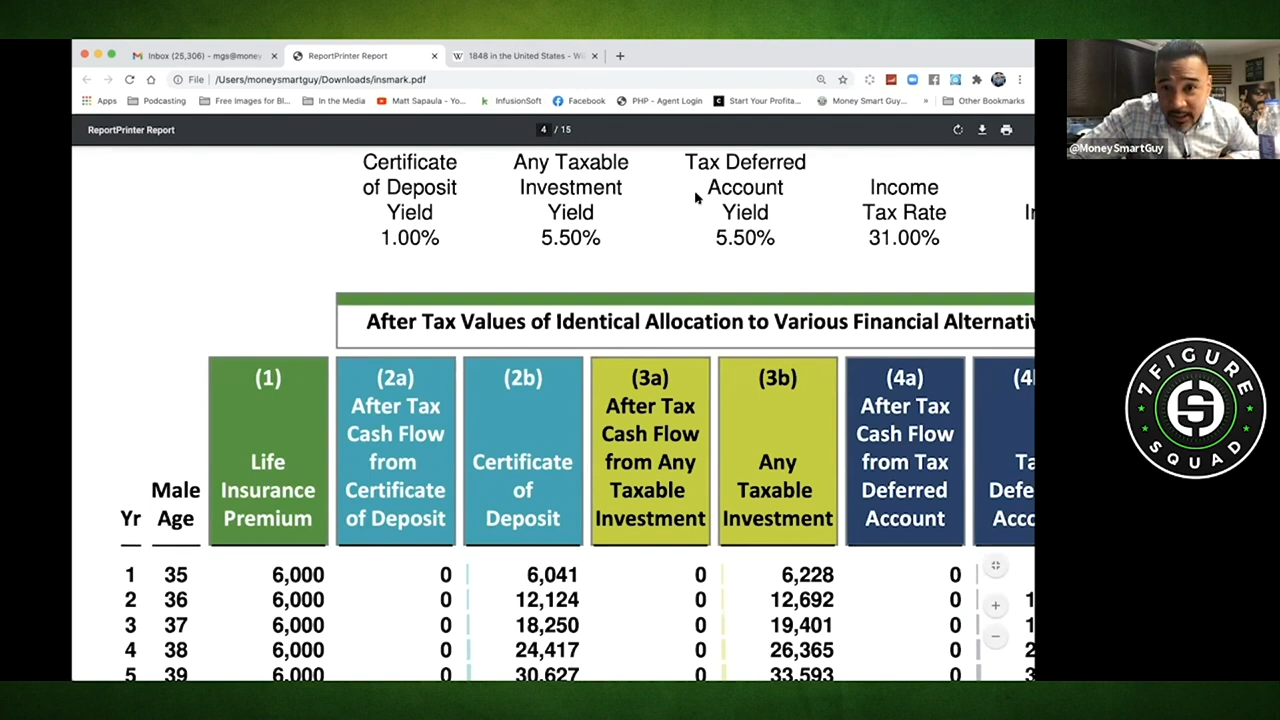 Inbox (25,306) - mgs@money
ReportPrinter Report
1848 in the United States - Wi
File
/Users/moneysmartguy/Downloads/insmark.pdf
Apps
Podcasting
Free Images for Bl...
In the Media
Matt Sapaula - Yo...
InfusionSoft
Facebook
PHP - Agent Login
Start Your Profita...
Money Smart Guy...
»
Other Bookmarks
ReportPrinter Report
4 / 15
@MoneySmartGuy
Certificate
of Deposit
Yield
1.00%
Any Taxable
Investment
Yield
5.50%
Tax Deferred
Account
Yield
5.50%
Income
Tax Rate
31.00%
After Tax Values of Identical Allocation to Various Financial Alternativ
Yr
Male
Age
(1)
Life
Insurance
Premium
(2a)
After Tax
Cash Flow
from
Certificate
of Deposit
(2b)
Certificate
of
Deposit
(3a)
After Tax
Cash Flow
from Any
Taxable
Investment
(3b)
Any
Taxable
Investment
(4a)
After Tax
Cash Flow
from Tax
Deferred
Account
1 35 6,000 0 6,041 0 6,228 0
2 36 6,000 0 12,124 0 12,692 0
3 37 6,000 0 18,250 0 19,401 0
4 38 6,000 0 24,417 0 26,365 0
5 39 6,000 0 30,627 0 33,593 0
7 FIGURE
SQUAD